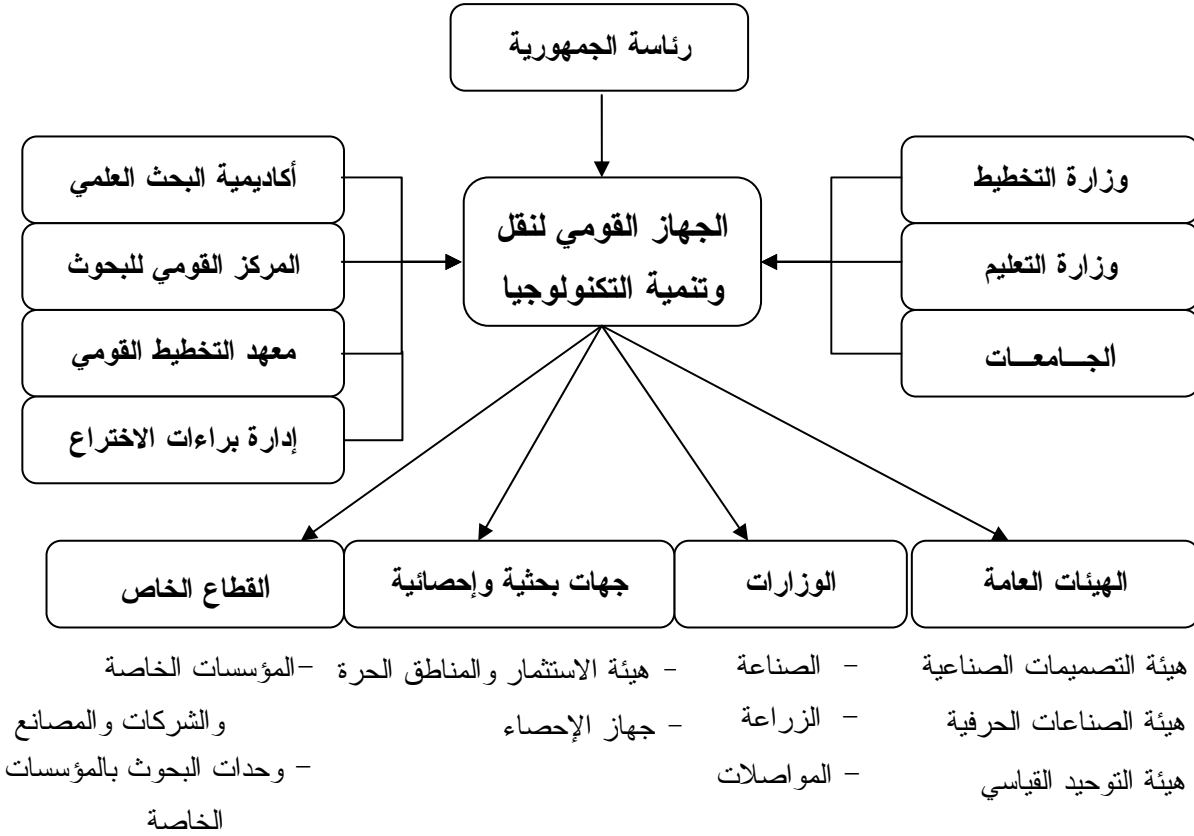 رئاسة الجمهورية
وزارة التخطيط
وزارة التعليم
الجـــامعـــات
الجهاز القومي لنقل
وتنمية التكنولوجيا
أكاديمية البحث العلمي
المركز القومي للبحوث
معهد التخطيط القومي
إدارة براءات الاختراع
الهيئات العامة
هيئة التصميمات الصناعية
هيئة الصناعات الحرفية
هيئة التوحيد القياسي
الوزارات
- الصناعة
- الزراعة
- المواصلات
جهات بحثية وإحصائية
- هيئة الاستثمار والمناطق الحرة
- جهاز الإحصاء
القطاع الخاص
-المؤسسات الخاصة
والشركات والمصانع
- وحدات البحوث بالمؤسسات
الخاصة